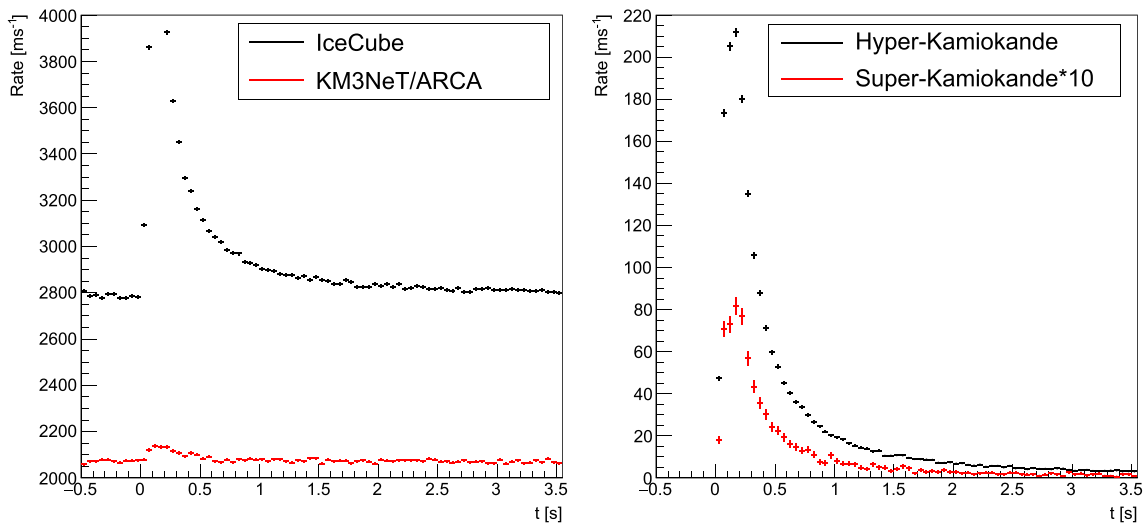 Rate [ms⁻¹]
4000
3800
3600
3400
3200
3000
2800
2600
2400
2200
2000
IceCube
KM3NeT/ARCA
−0.5 0 0.5 1 1.5 2 2.5 3 3.5
t [s]
Rate [ms⁻¹]
220
200
180
160
140
120
100
80
60
40
20
0
Hyper-Kamiokande
Super-Kamiokande*10
−0.5 0 0.5 1 1.5 2 2.5 3 3.5
t [s]